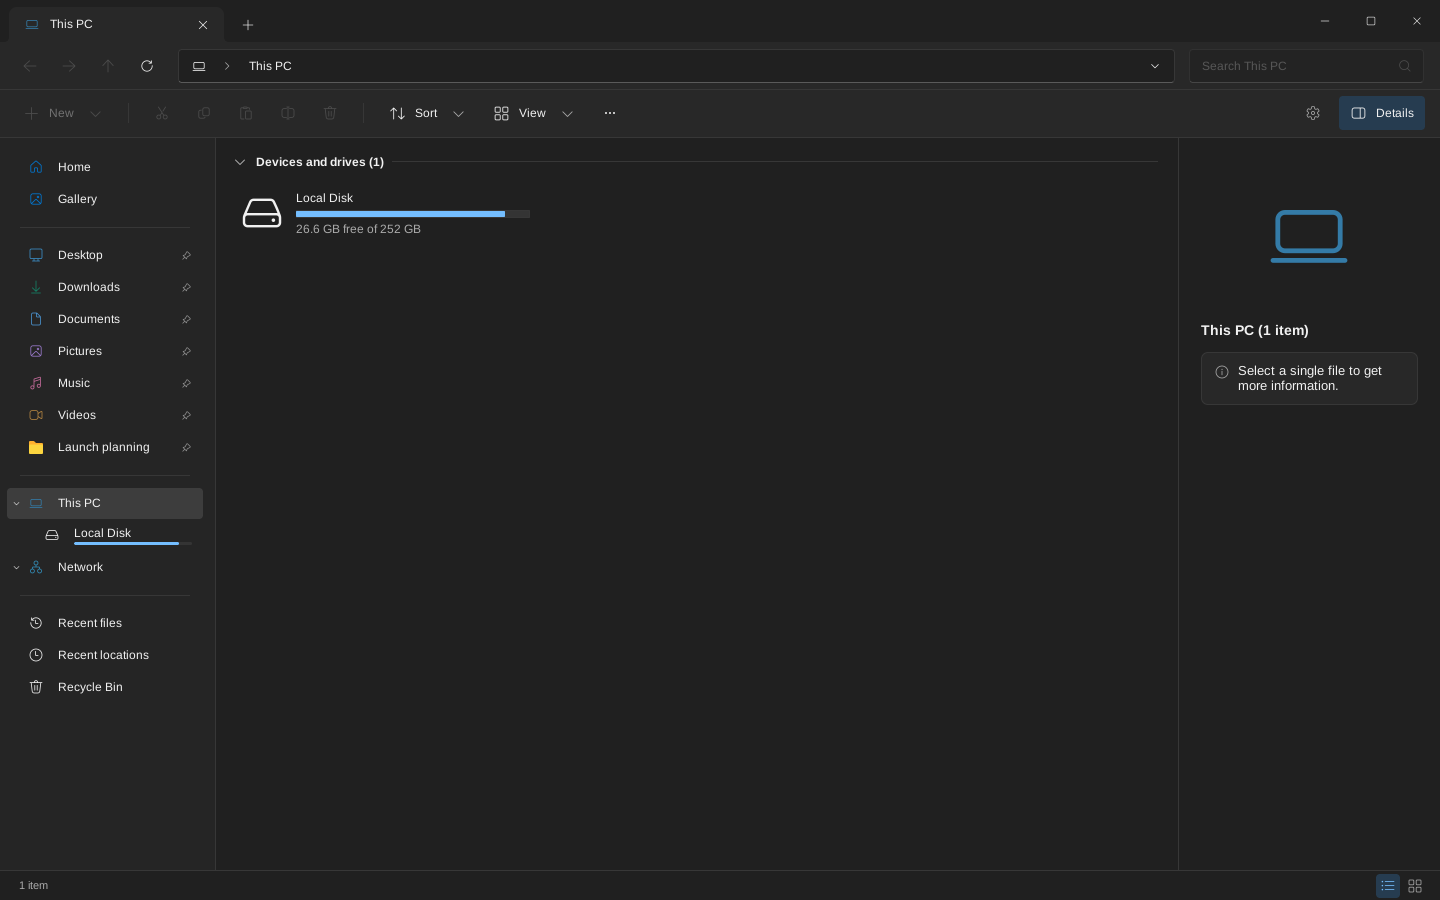 This PC
This PC
Search This PC
New
Sort
View
Details
Home
Gallery
Desktop
Downloads
Documents
Pictures
Music
Videos
Launch planning
This PC
Local Disk
Network
Recent files
Recent locations
Recycle Bin
Devices and drives (1)
Local Disk
26.6 GB free of 252 GB
This PC (1 item)
Select a single file to get
more information.
1 item